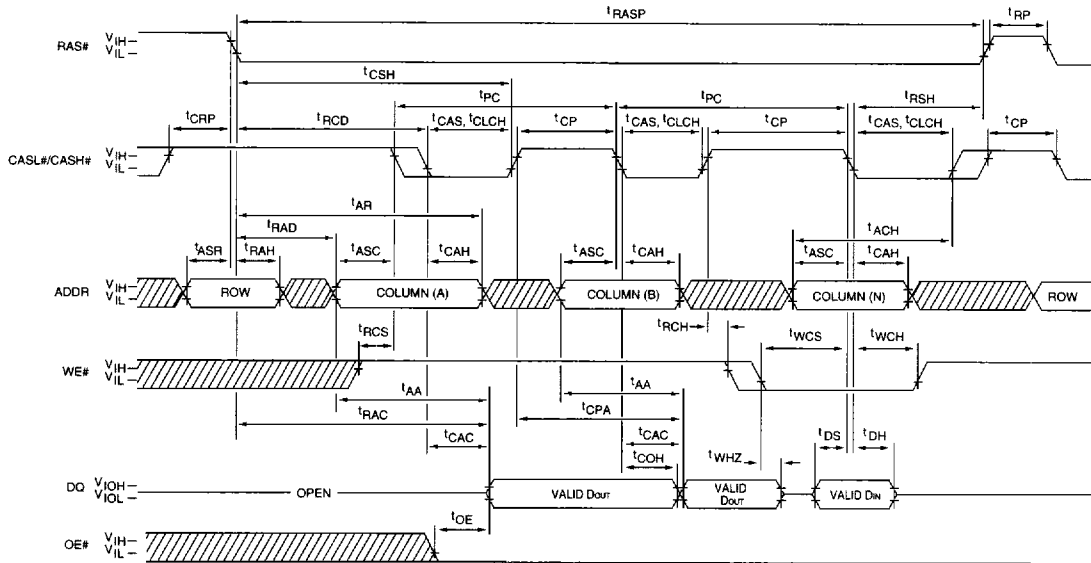 tRASP
tRP
RAS# VIH
VIL
tCSH
tPC tPC
tRSH
tCRP tRCD tCAS, tCLCH tCP tCAS, tCLCH tCP tCAS, tCLCH tCP
CASL#/CASH# VIH
VIL
tAR
tRAD tACH
tASR tRAH tASC tCAH tASC tCAH tASC tCAH
ADDR VIH
VIL
ROW COLUMN (A) COLUMN (B) COLUMN (N) ROW
tRCS tRCH tWCS tWCH
WE# VIH
VIL
tAA tAA
tRAC tCPA
tCAC tCAC tDS tDH
tCOH tWHZ
DQ VIOH
VIOL
OPEN VALID DOUT VALID DOUT VALID DIN
tOE
OE# VIH
VIL